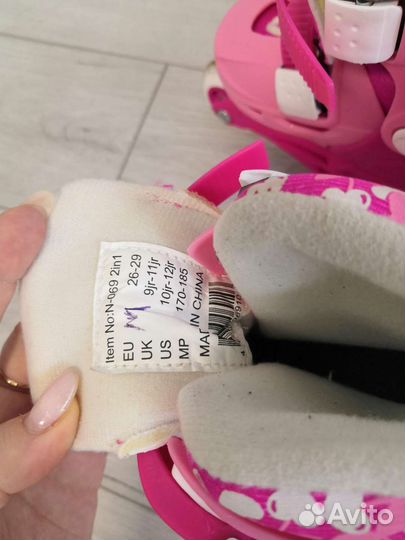 Item No:N-069 2in1
EU 26-29
UK 9jr-11jr
US 10jr-12jr
MP 170-185
MADE IN CHINA
Avito